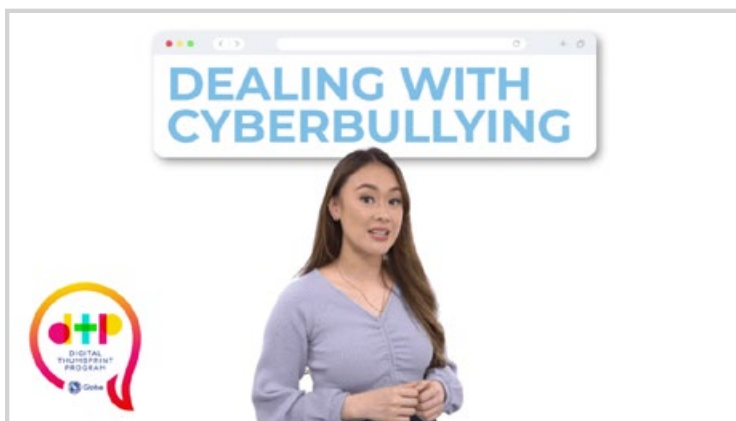 DEALING WITH
CYBERBULLYING
d+p
DIGITAL
THUMBPRINT
PROGRAM
Globe